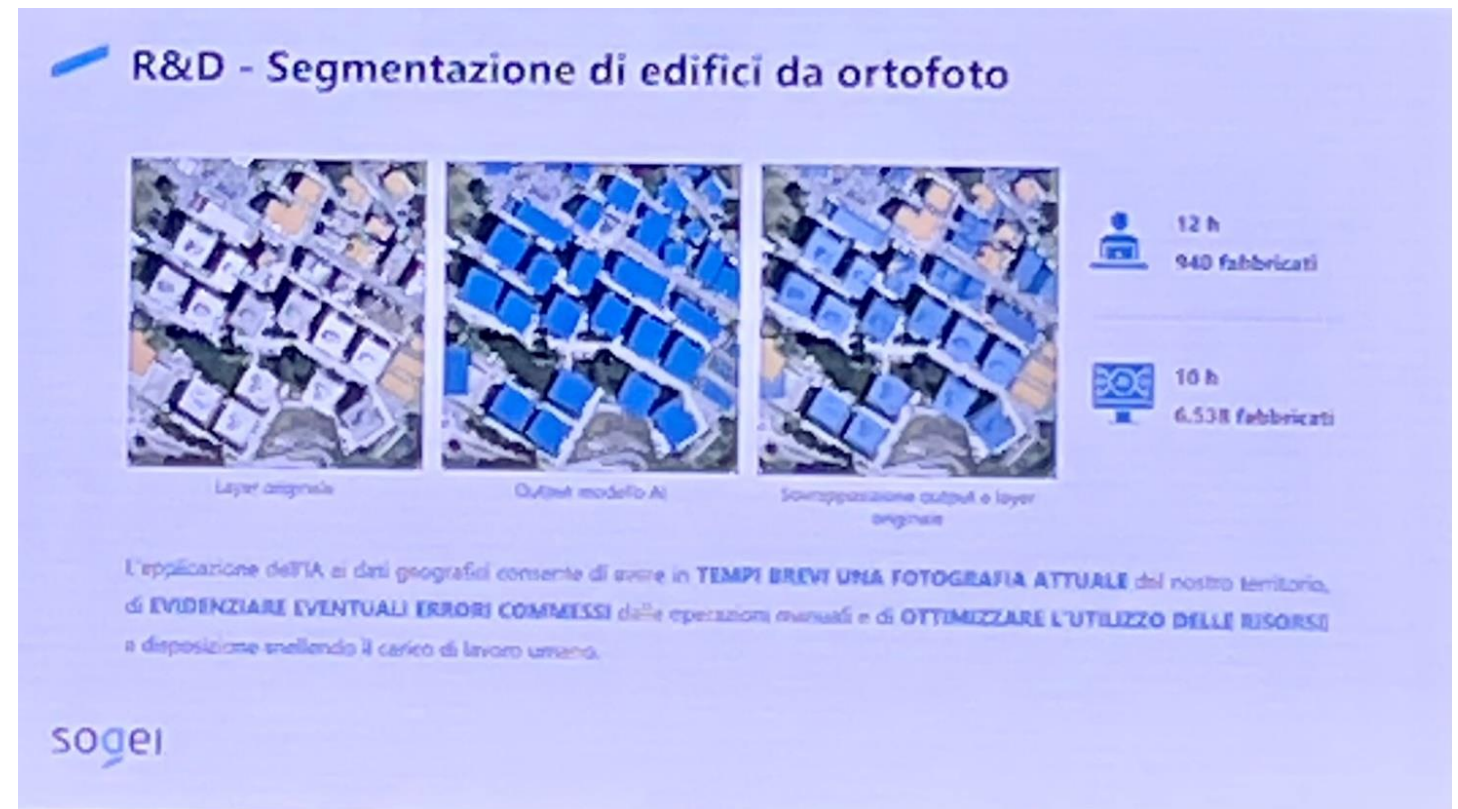 R&D - Segmentazione di edifici da ortofoto
12 h
940 fabbricati
10 h
6.538 fabbricati
Layer originale
Output modello AI
Sovrapposizione output e layer
originale
L'applicazione dell'IA ai dati geografici consente di avere in TEMPI BREVI UNA FOTOGRAFIA ATTUALE del nostro territorio,
di EVIDENZIARE EVENTUALI ERRORI COMMESSI dalle operazioni manuali e di OTTIMIZZARE L'UTILIZZO DELLE RISORSE
a disposizione snellendo il carico di lavoro umano.
sogei